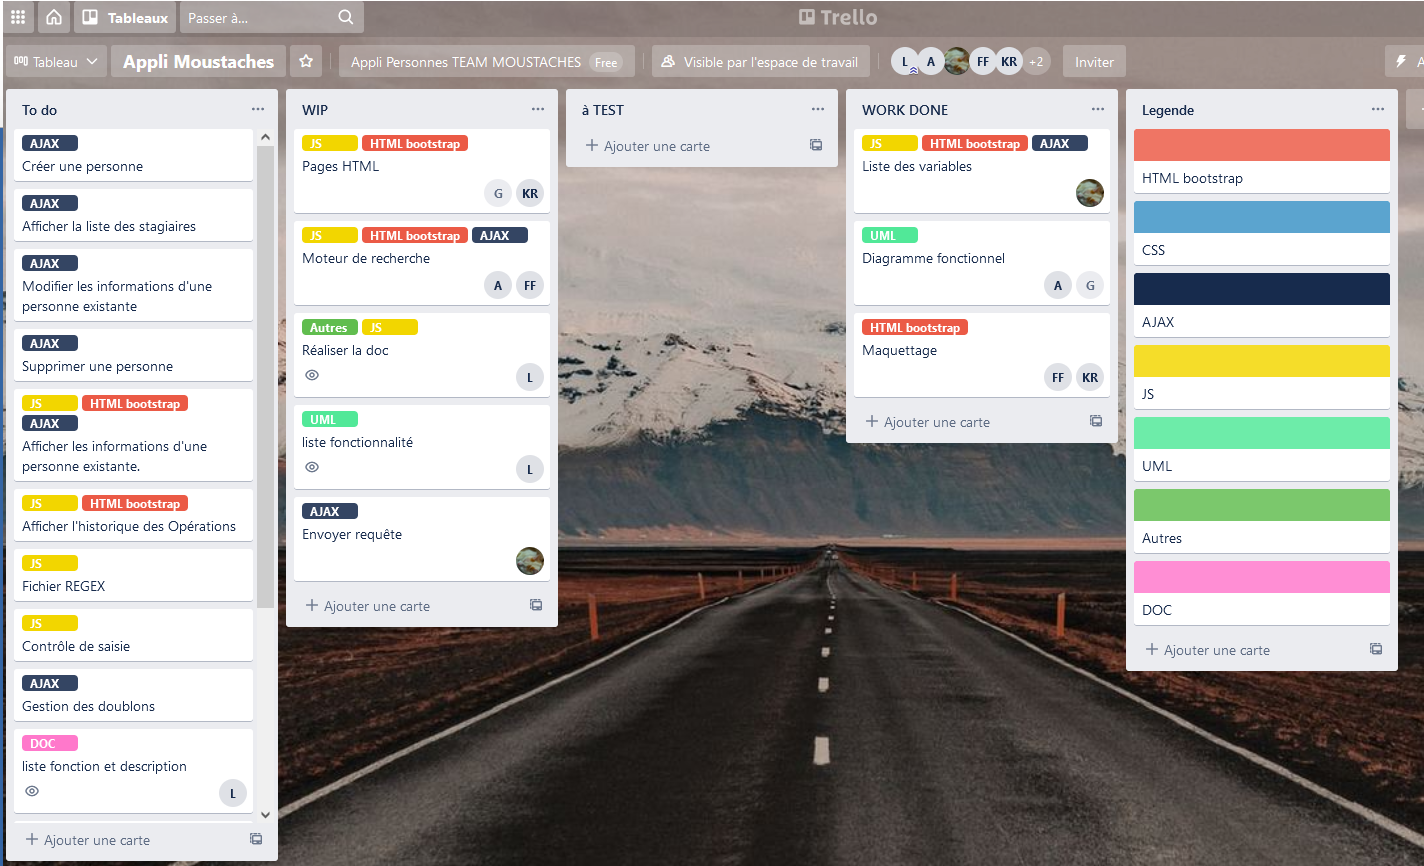 Tableaux
Passer à...
Trello
Tableau
Appli Moustaches
Appli Personnes TEAM MOUSTACHES Free
Visible par l'espace de travail
L A FF KR +2
Inviter
To do
AJAX
Créer une personne
AJAX
Afficher la liste des stagiaires
AJAX
Modifier les informations d'une
personne existante
AJAX
Supprimer une personne
JS HTML bootstrap
AJAX
Afficher les informations d'une
personne existante.
JS HTML bootstrap
Afficher l'historique des Opérations
JS
Fichier REGEX
JS
Contrôle de saisie
AJAX
Gestion des doublons
DOC
liste fonction et description
L
Ajouter une carte
WIP
JS HTML bootstrap
Pages HTML
G KR
JS HTML bootstrap AJAX
Moteur de recherche
A FF
Autres JS
Réaliser la doc
L
UML
liste fonctionnalité
L
AJAX
Envoyer requête
Ajouter une carte
à TEST
Ajouter une carte
WORK DONE
JS HTML bootstrap AJAX
Liste des variables
UML
Diagramme fonctionnel
A G
HTML bootstrap
Maquettage
FF KR
Ajouter une carte
Legende
HTML bootstrap
CSS
AJAX
JS
UML
Autres
DOC
Ajouter une carte